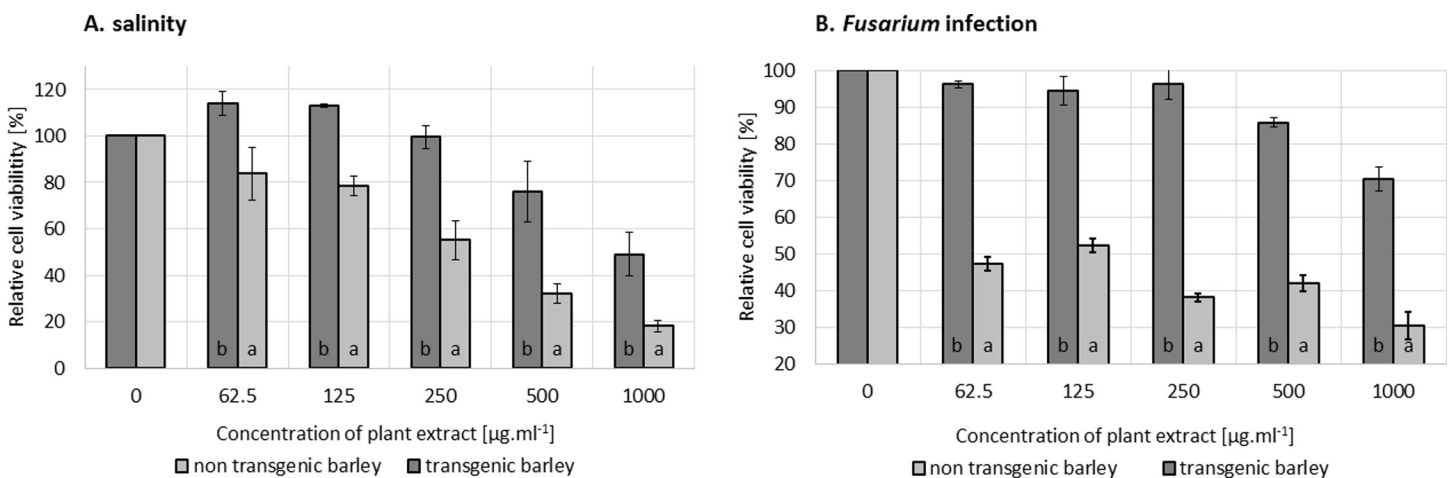 A. salinity
Relative cell viabilitity [%]
120
100
80
60
40
20
0
b a b a b a b a b a
0 62.5 125 250 500 1000
Concentration of plant extract [µg.ml-1]
non transgenic barley transgenic barley
B. Fusarium infection
Relative cell viability [%]
100
90
80
70
60
50
40
30
20
b a b a b a b a b a
0 62.5 125 250 500 1000
Concentration of plant extract [µg.ml-1]
non transgenic barley transgenic barley